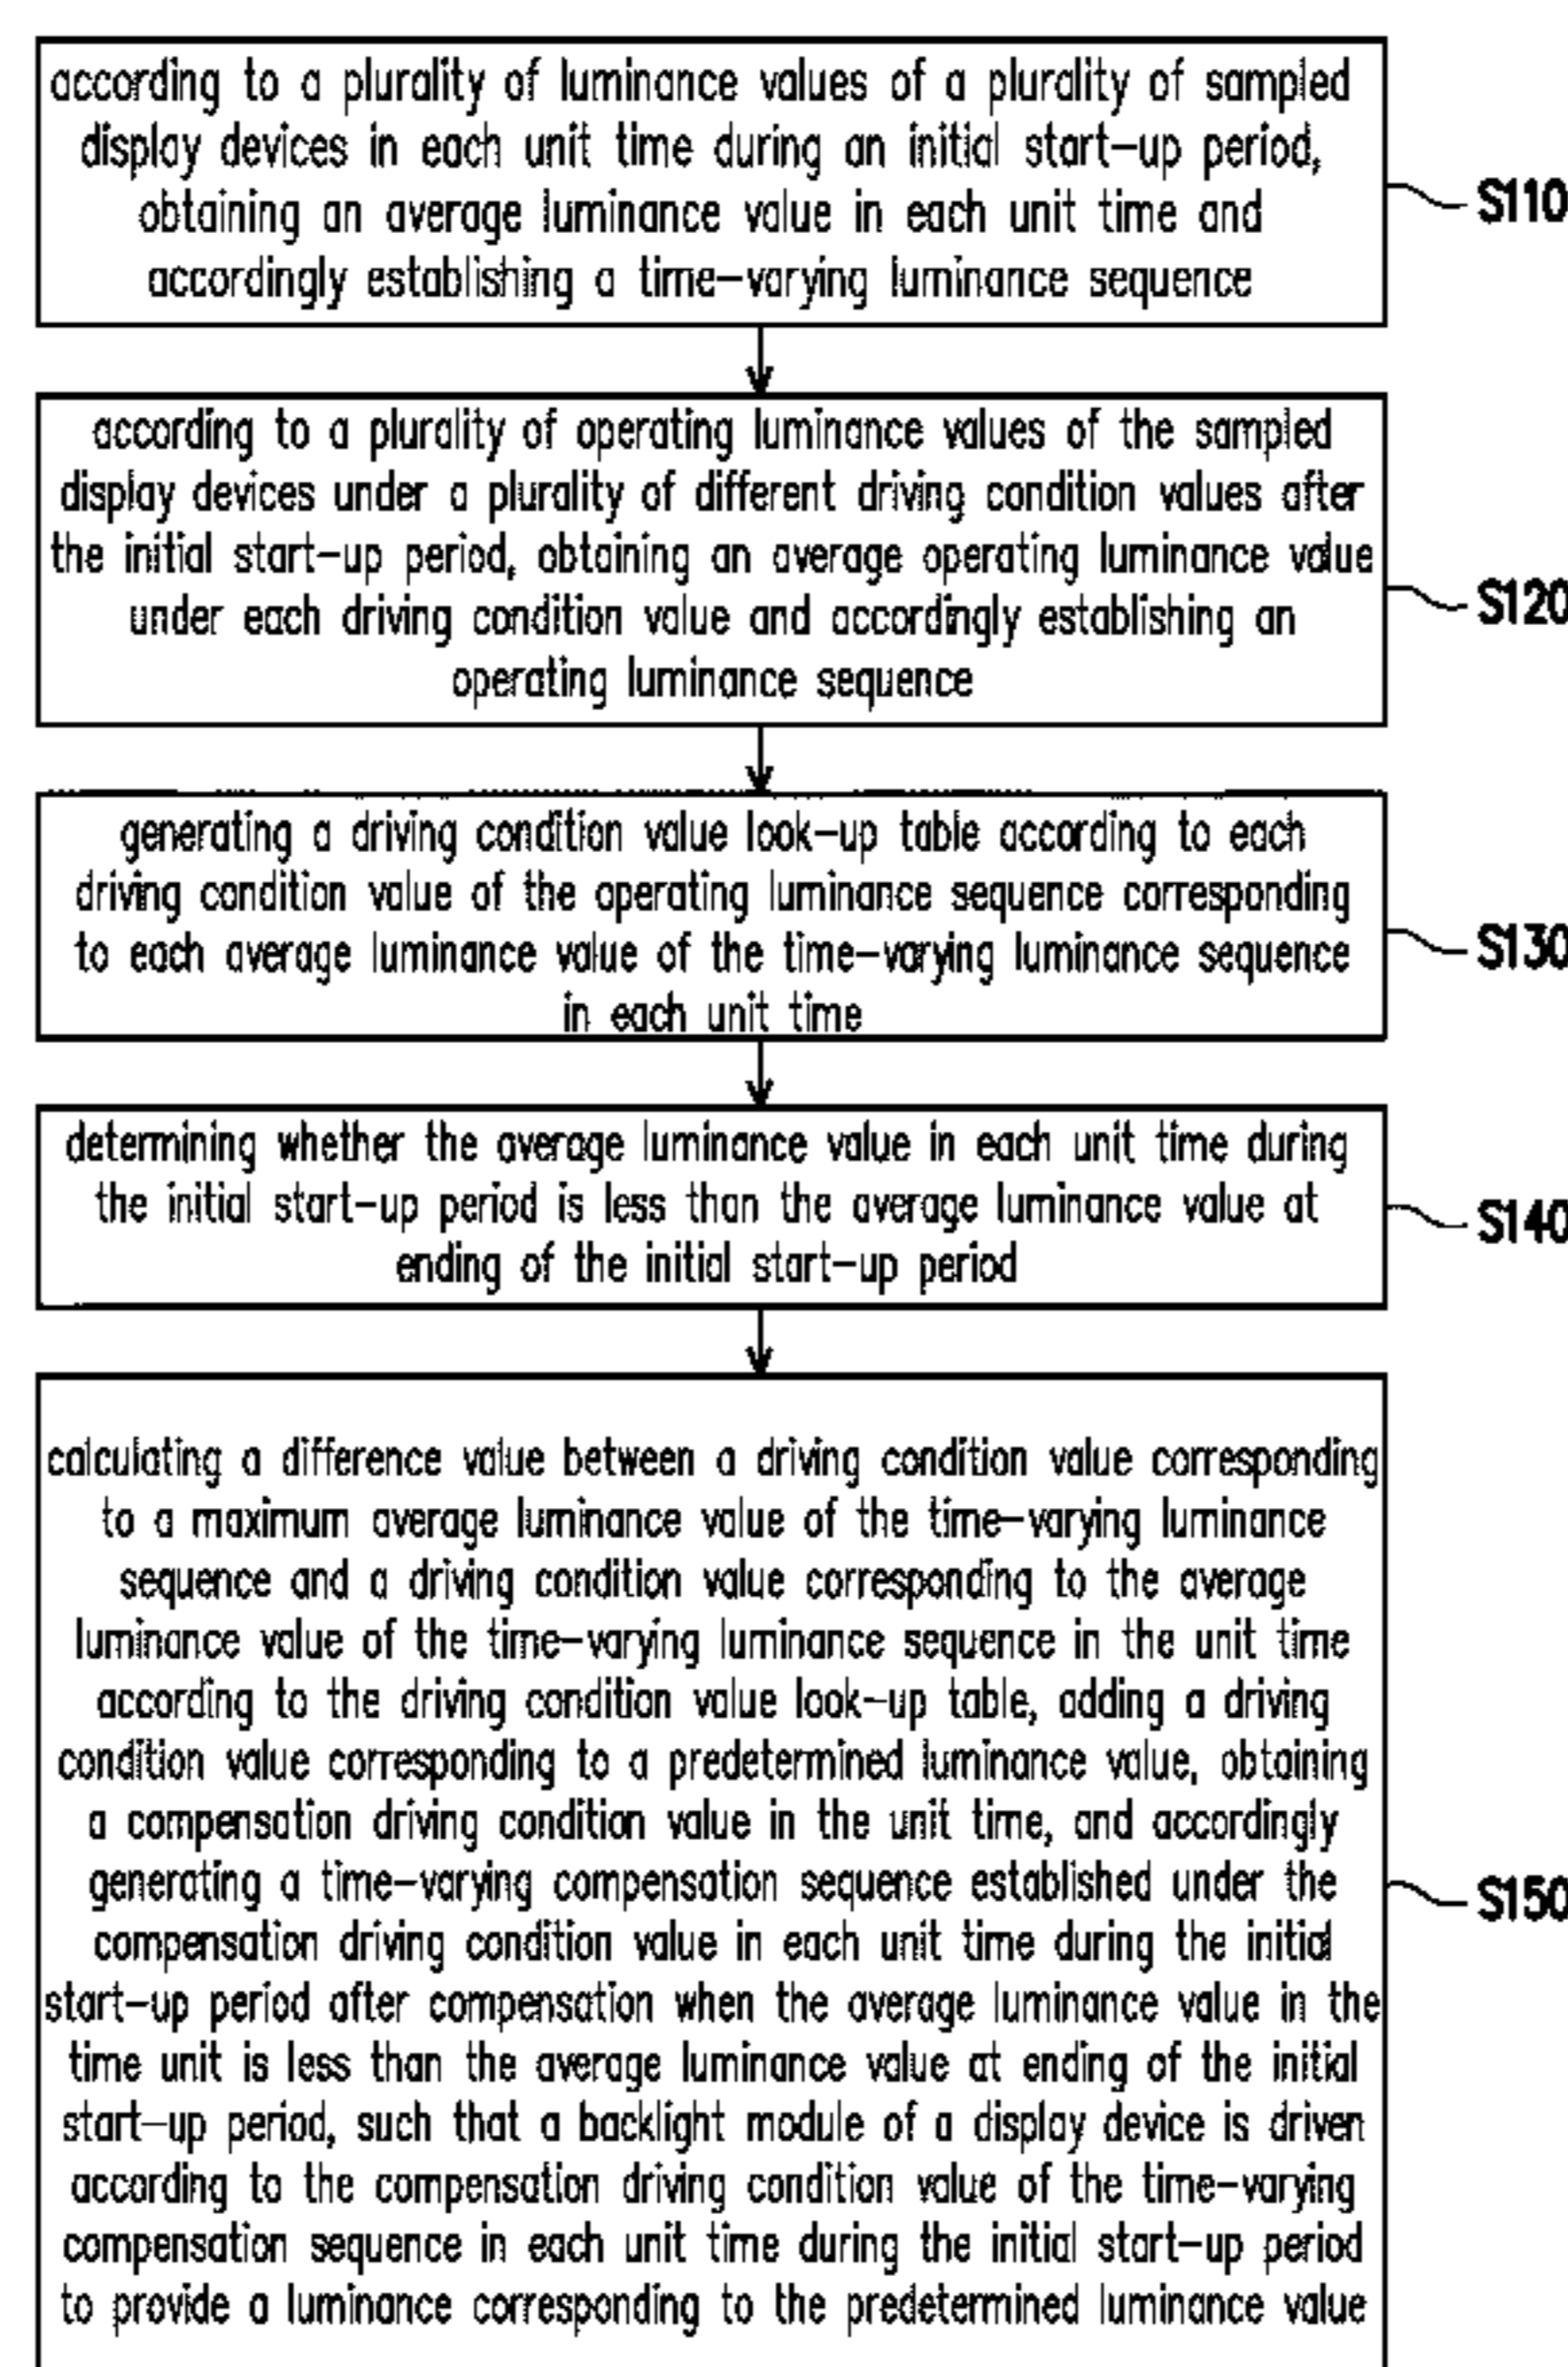 according to a plurality of luminance values of a plurality of sampled
display devices in each unit time during an initial start-up period,
obtaining an average luminance value in each unit time and
accordingly establishing a time-varying luminance sequence
S110
according to a plurality of operating luminance values of the sampled
display devices under a plurality of different driving condition values after
the initial start-up period, obtaining an average operating luminance value
under each driving condition value and accordingly establishing an
operating luminance sequence
S120
generating a driving condition value look-up table according to each
driving condition value of the operating luminance sequence corresponding
to each average luminance value of the time-varying luminance sequence
in each unit time
S130
determining whether the average luminance value in each unit time during
the initial start-up period is less than the average luminance value at
ending of the initial start-up period
S140
calculating a difference value between a driving condition value corresponding
to a maximum average luminance value of the time-varying luminance
sequence and a driving condition value corresponding to the average
luminance value of the time-varying luminance sequence in the unit time
according to the driving condition value look-up table, adding a driving
condition value corresponding to a predetermined luminance value, obtaining
a compensation driving condition value in the unit time, and accordingly
generating a time-varying compensation sequence established under the
compensation driving condition value in each unit time during the initial
start-up period after compensation when the average luminance value in the
time unit is less than the average luminance value at ending of the initial
start-up period, such that a backlight module of a display device is driven
according to the compensation driving condition value of the time-varying
compensation sequence in each unit time during the initial start-up period
to provide a luminance corresponding to the predetermined luminance value
S150